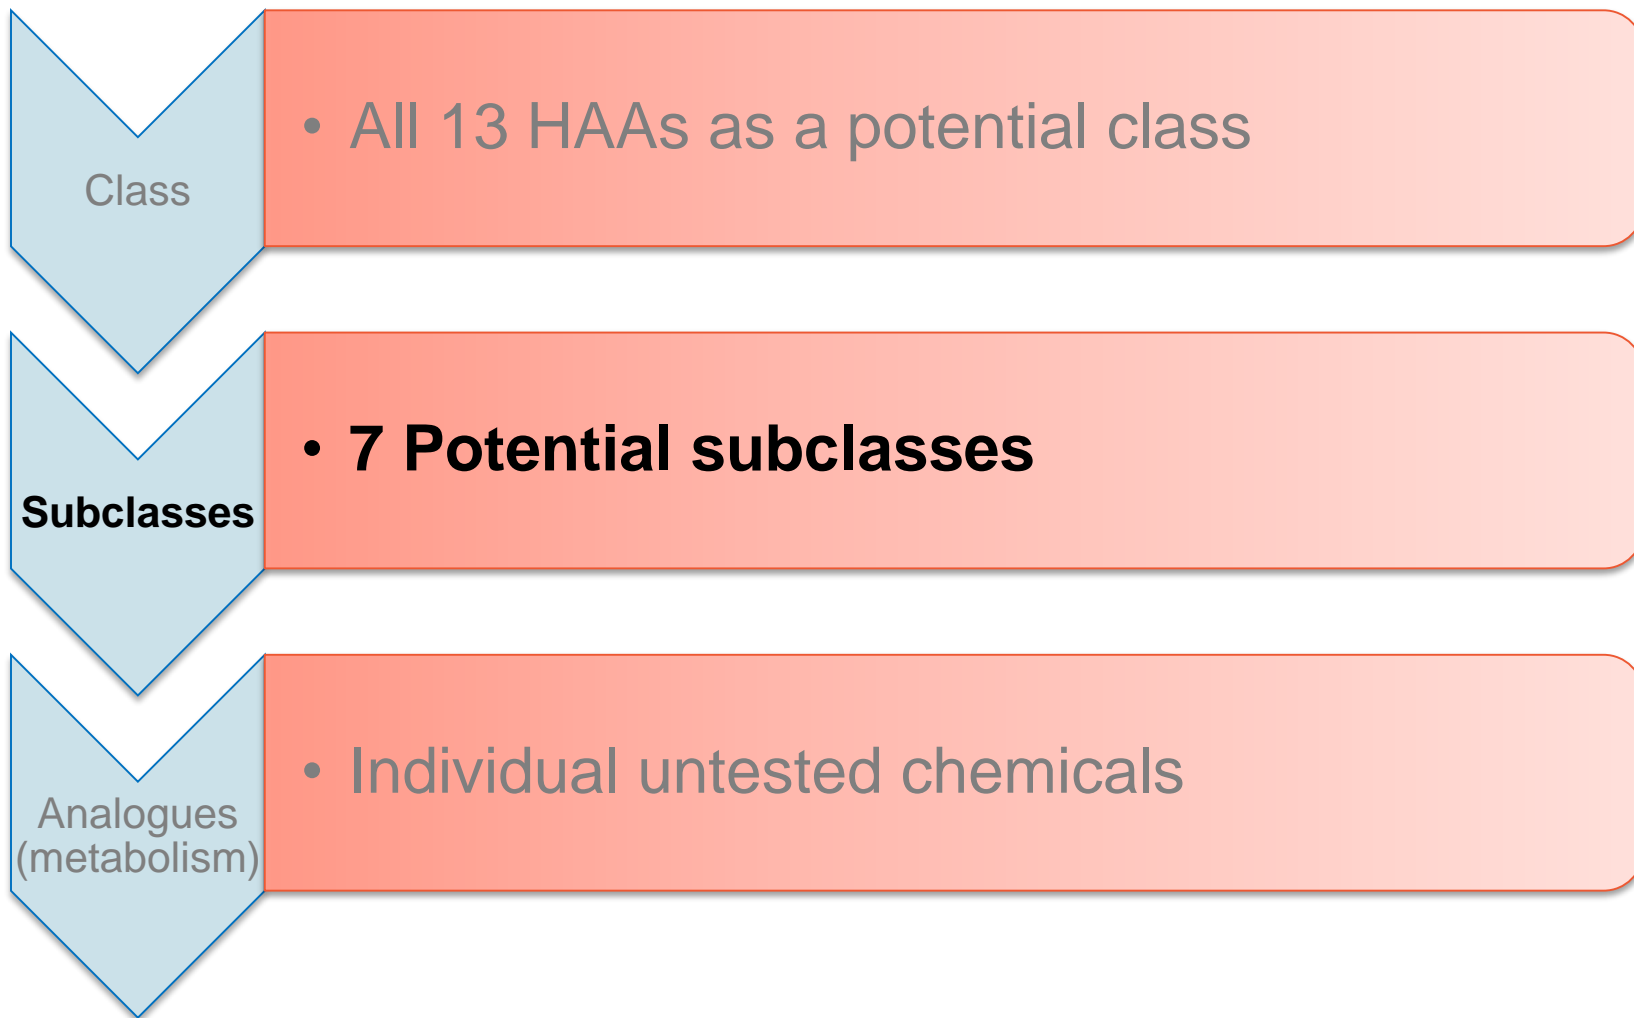 Class
• All 13 HAAs as a potential class
Subclasses
• 7 Potential subclasses
Analogues
(metabolism)
• Individual untested chemicals